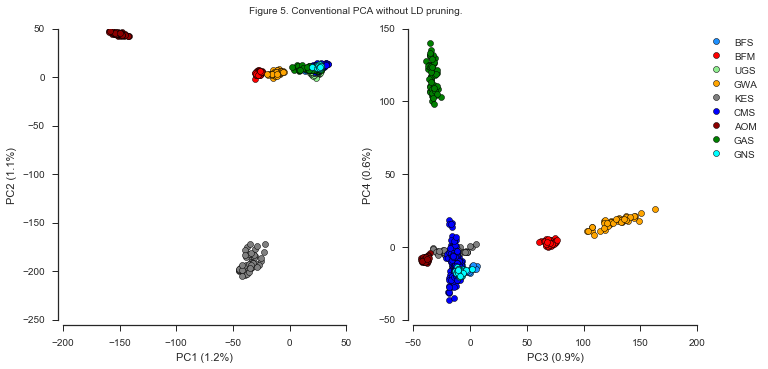 Figure 5. Conventional PCA without LD pruning.
50
0
−50
−100
−150
−200
−250
PC2 (1.1%)
−200
−150
−100
−50
0
50
PC1 (1.2%)
150
100
50
0
−50
PC4 (0.6%)
−50
0
50
100
150
200
PC3 (0.9%)
BFS
BFM
UGS
GWA
KES
CMS
AOM
GAS
GNS